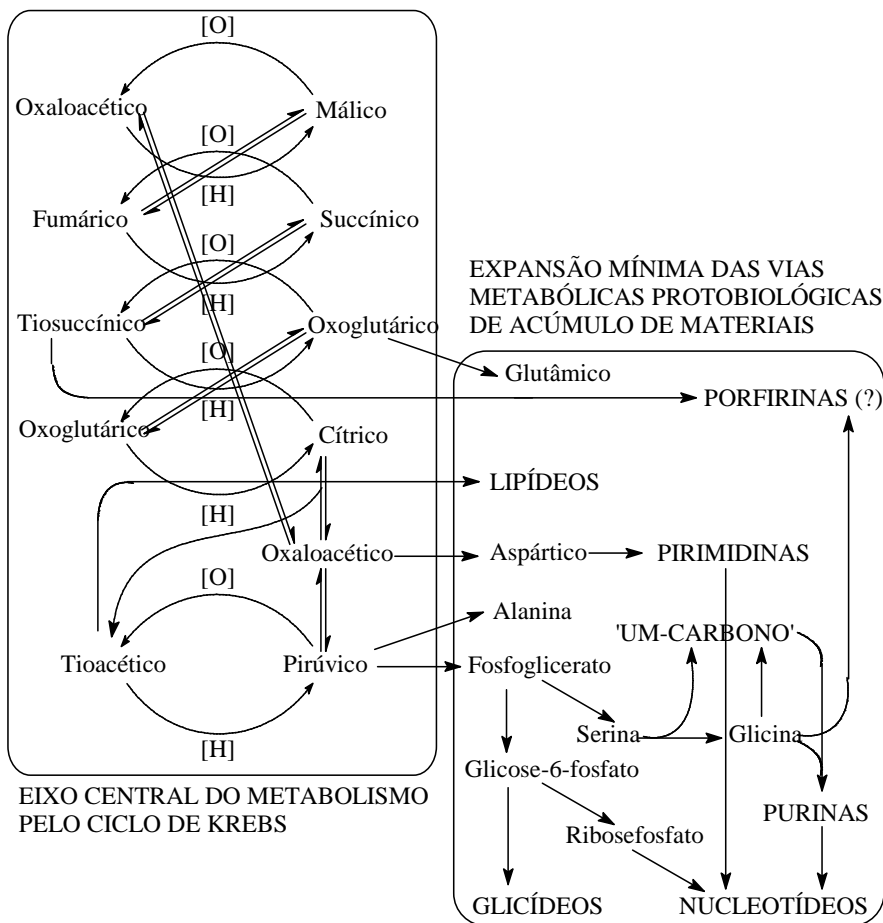 [O]
Oxaloacético
Málico
[O]
[H]
Fumárico
Succínico
[O]
[H]
Tiosuccínico
Oxoglutárico
[O]
[H]
Oxoglutárico
Cítrico
[H]
Oxaloacético
[O]
Tioacético
Pirúvico
[H]
EIXO CENTRAL DO METABOLISMO
PELO CICLO DE KREBS
EXPANSÃO MÍNIMA DAS VIAS
METABÓLICAS PROTOBIOLÓGICAS
DE ACÚMULO DE MATERIAIS
Glutâmico
PORFIRINAS (?)
LIPÍDEOS
Aspártico
PIRIMIDINAS
Alanina
'UM-CARBONO'
Fosfoglicerato
Serina
Glicina
Glicose-6-fosfato
PURINAS
Ribosefosfato
GLICÍDEOS
NUCLEOTÍDEOS